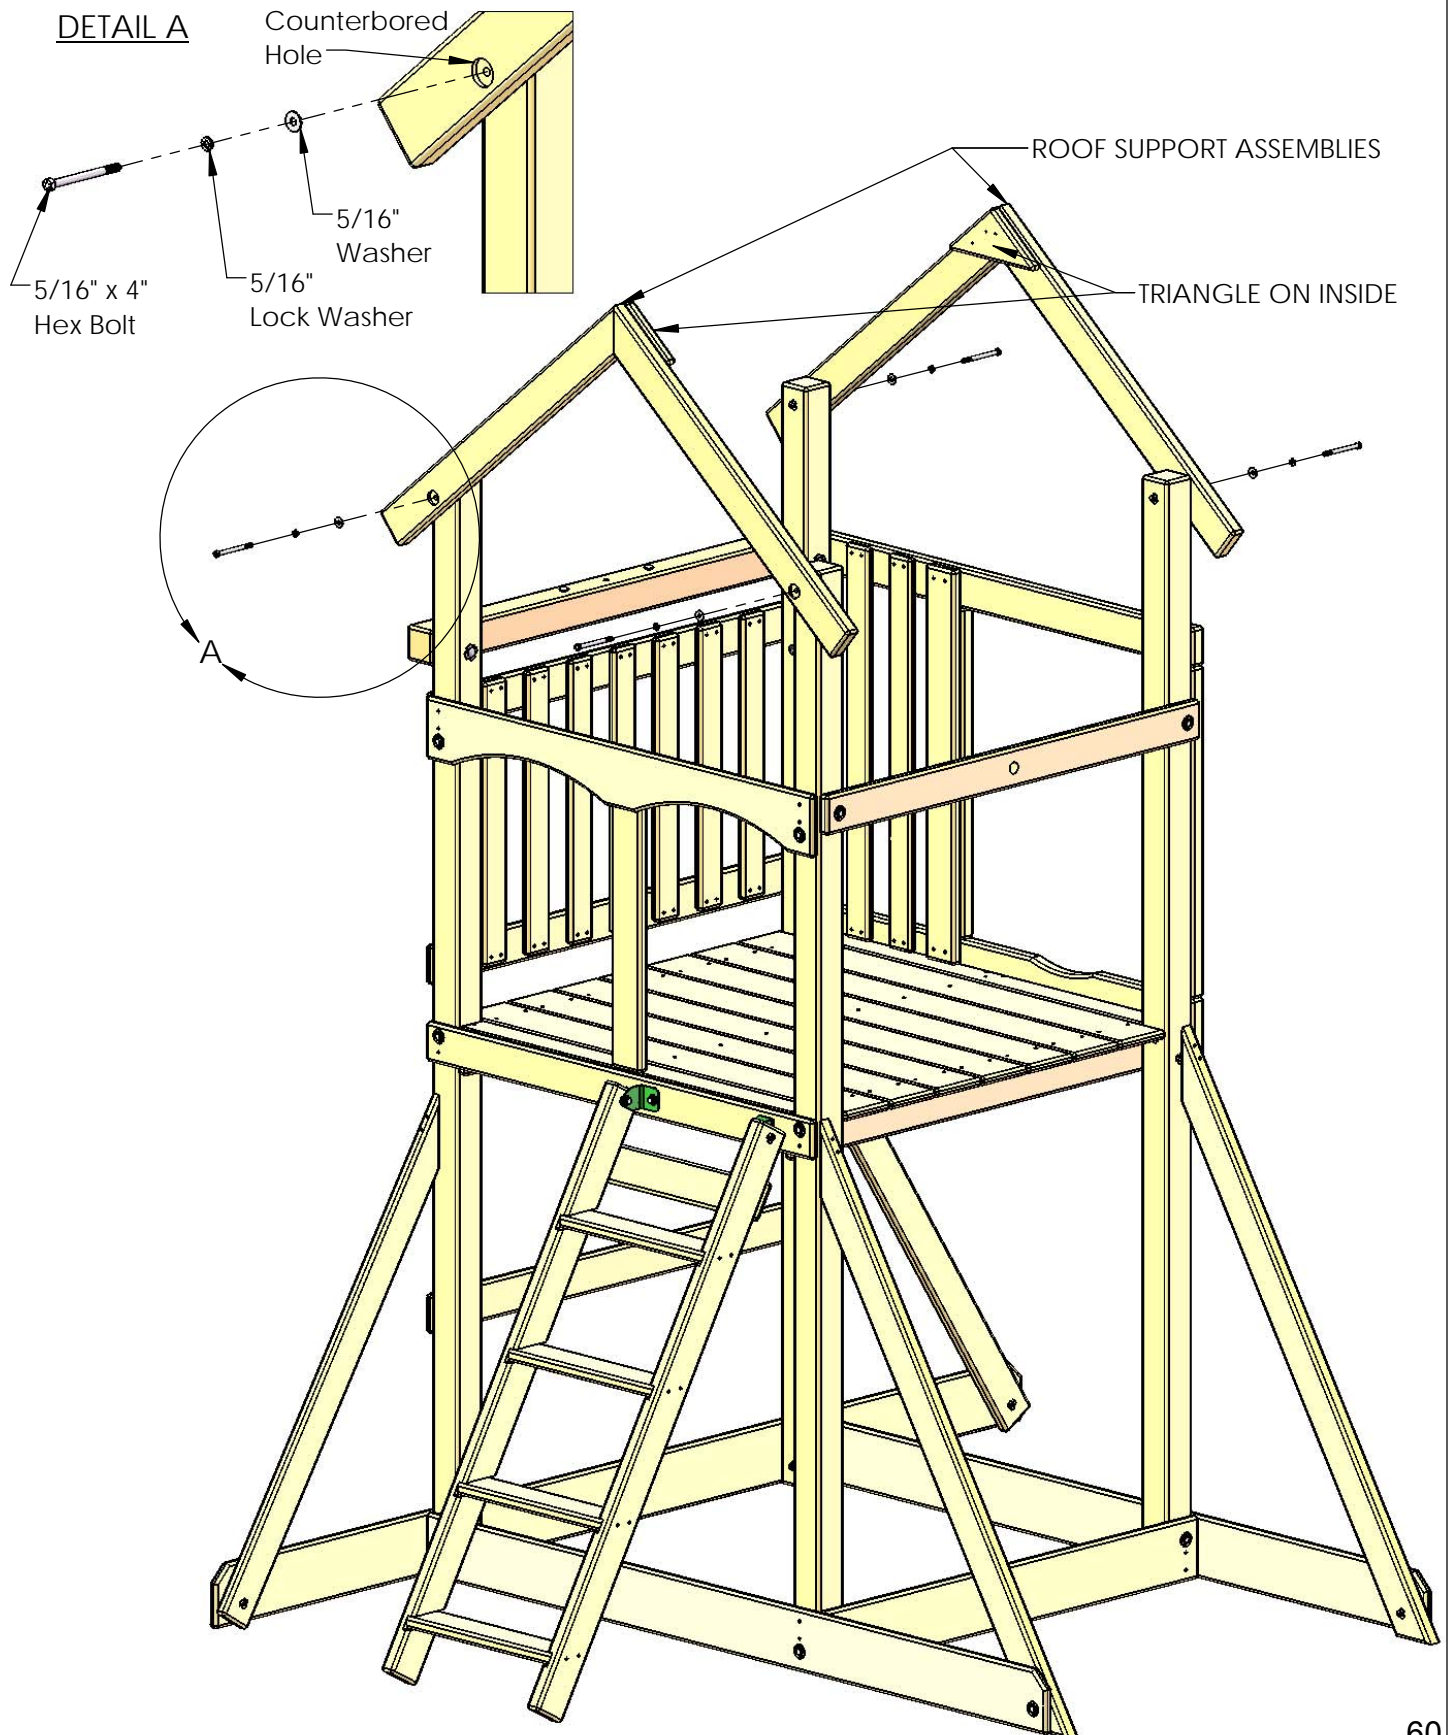 DETAIL A
Counterbored
Hole
5/16"
Washer
5/16"
Lock Washer
5/16" x 4"
Hex Bolt
ROOF SUPPORT ASSEMBLIES
TRIANGLE ON INSIDE
A
60